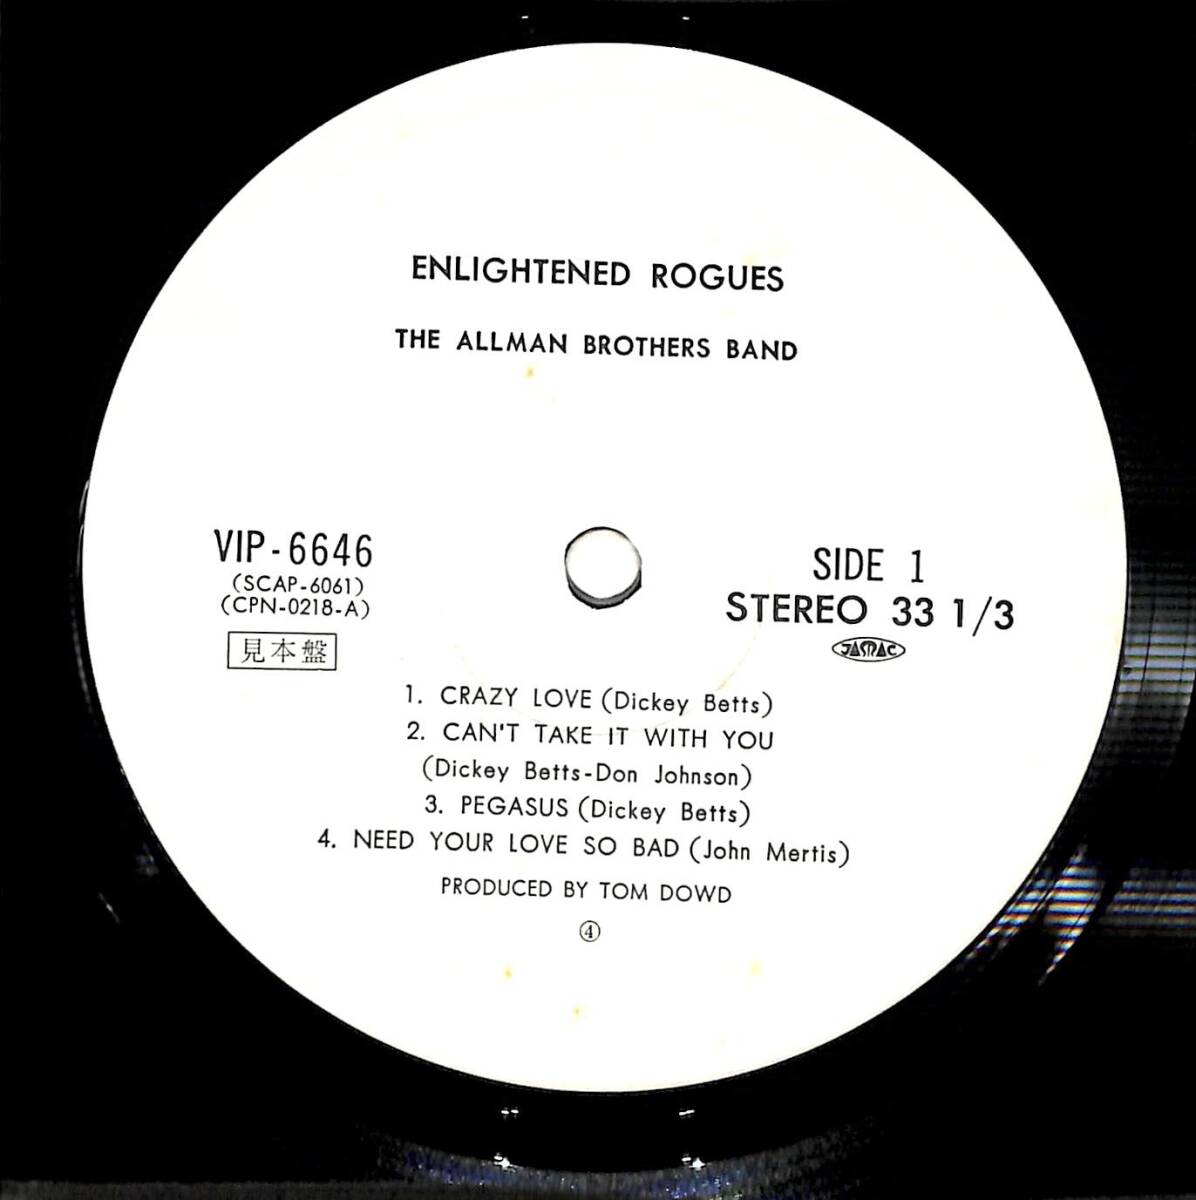 ENLIGHTENED ROGUES
THE ALLMAN BROTHERS BAND
VIP-6646
(SCAP-6061)
(CPN-0218-A)
見本盤
SIDE 1
STEREO 33 1/3
JASRAC
1. CRAZY LOVE (Dickey Betts)
2. CAN'T TAKE IT WITH YOU
(Dickey Betts-Don Johnson)
3. PEGASUS (Dickey Betts)
4. NEED YOUR LOVE SO BAD (John Mertis)
PRODUCED BY TOM DOWD
④